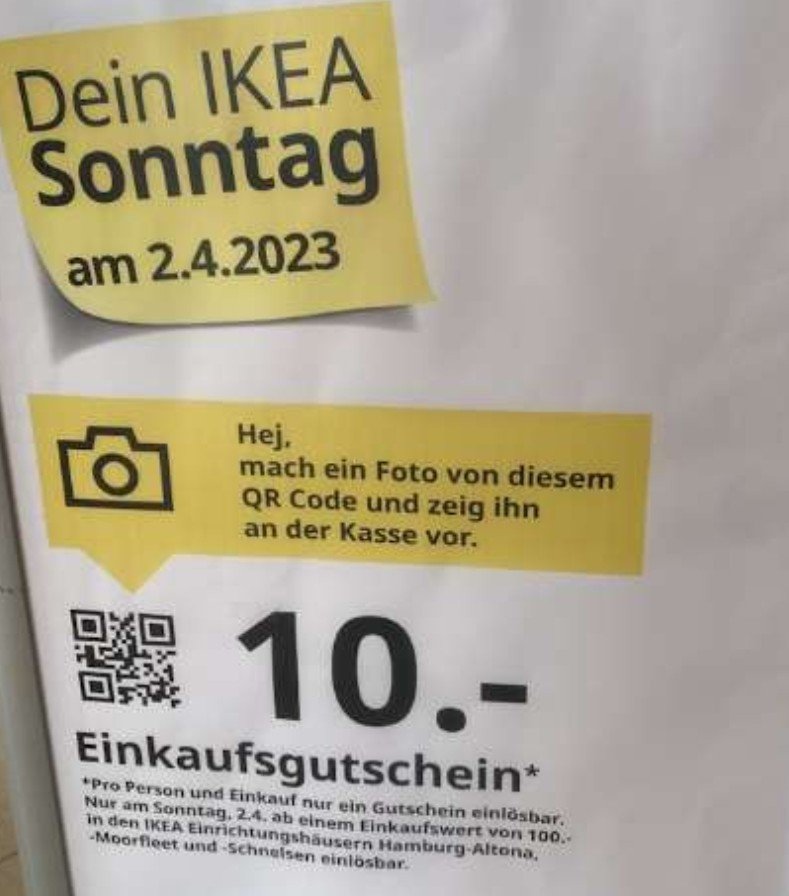 Dein IKEA
Sonntag
am 2.4.2023
Hej,
mach ein Foto von diesem
QR Code und zeig ihn
an der Kasse vor.
10.-
Einkaufsgutschein*
*Pro Person und Einkauf nur ein Gutschein einlösbar.
Nur am Sonntag, 2.4. ab einem Einkaufswert von 100.-
in den IKEA Einrichtungshäusern Hamburg-Altona,
-Moorfleet und -Schnelsen einlösbar.